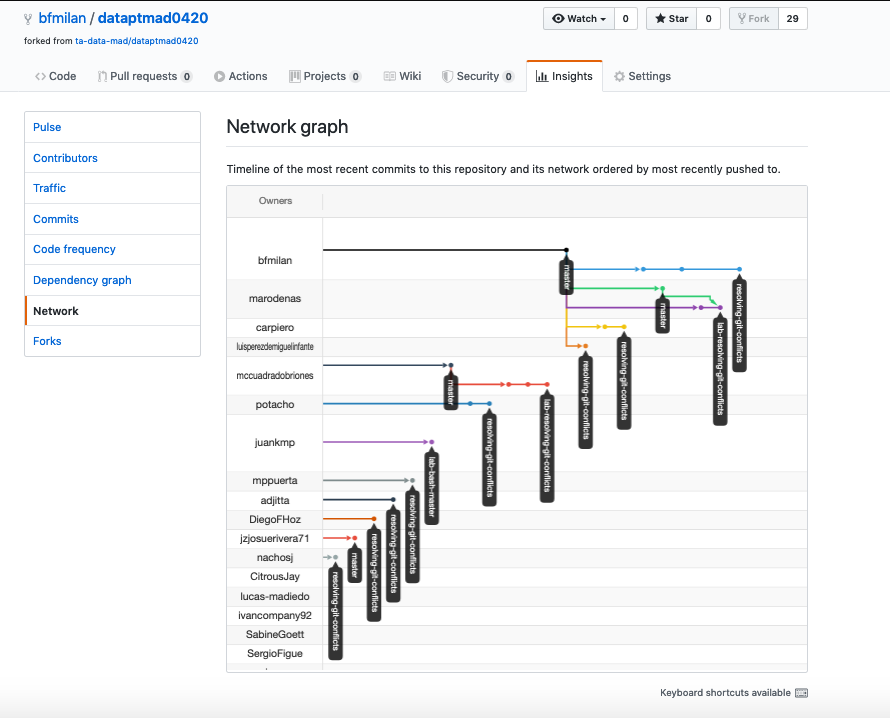 bfmilan / dataptmad0420
Watch 0 Star 0 Fork 29
forked from ta-data-mad/dataptmad0420
Code Pull requests 0 Actions Projects 0 Wiki Security 0 Insights Settings
Pulse
Contributors
Traffic
Commits
Code frequency
Dependency graph
Network
Forks
Network graph
Timeline of the most recent commits to this repository and its network ordered by most recently pushed to.
Owners
bfmilan
marodenas
carpiero
luisperezdemiguelinfante
mccuadradobriones
potacho
juankmp
mppuerta
adjitta
DiegoFHoz
jzjosuerivera71
nachosj
CitrousJay
lucas-madiedo
ivancompany92
SabineGoett
SergioFigue
resolving-git-conflicts
master
resolving-git-conflicts
resolving-git-conflicts
resolving-git-conflicts
lab-bash-master
master
resolving-git-conflicts
lab-resolving-git-conflicts
master
resolving-git-conflicts
resolving-git-conflicts
master
lab-resolving-git-conflicts
resolving-git-conflicts
Keyboard shortcuts available